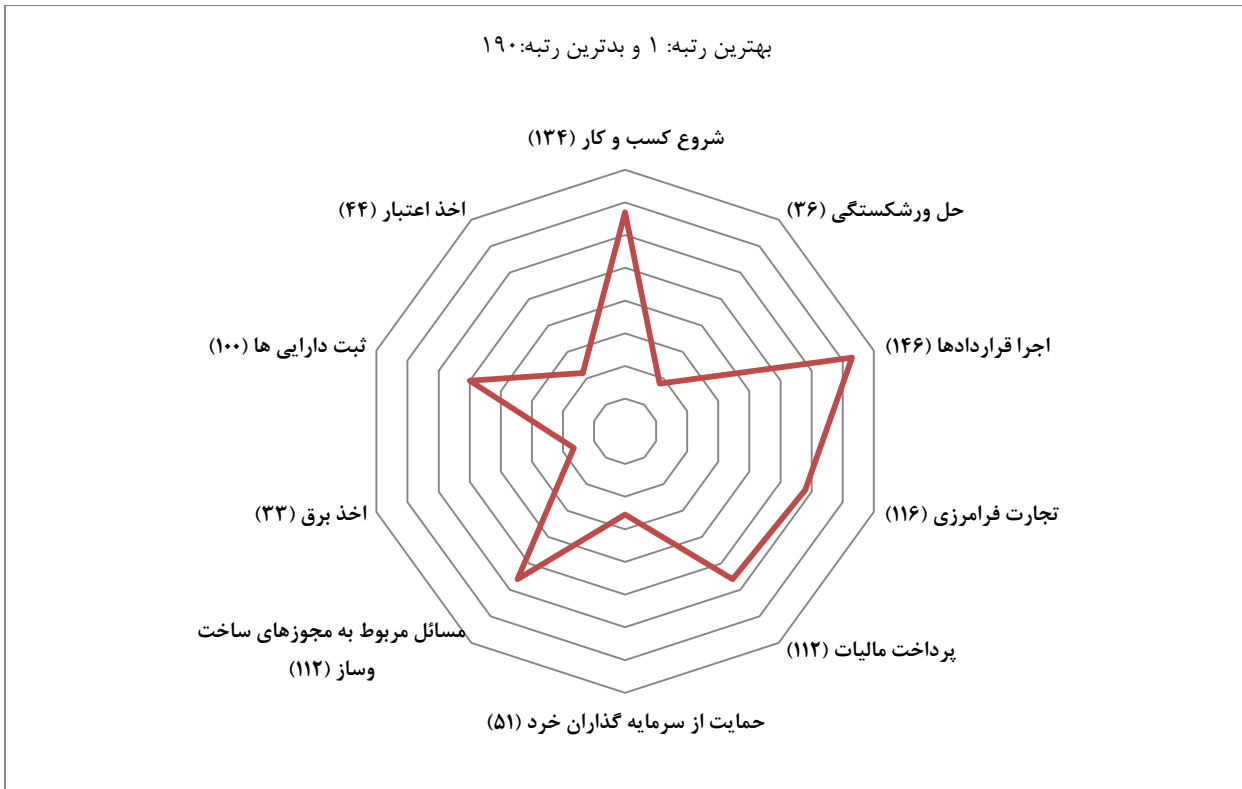 بهترین رتبه: ۱ و بدترین رتبه:۱۹۰
شروع کسب و کار (۱۳۴)
حل ورشکستگی (۳۶)
اجرا قراردادها (۱۴۶)
تجارت فرامرزی (۱۱۶)
پرداخت مالیات (۱۱۲)
حمایت از سرمایه گذاران خرد (۵۱)
مسائل مربوط به مجوزهای ساخت
وساز (۱۱۲)
اخذ برق (۳۳)
ثبت دارایی ها (۱۰۰)
اخذ اعتبار (۴۴)